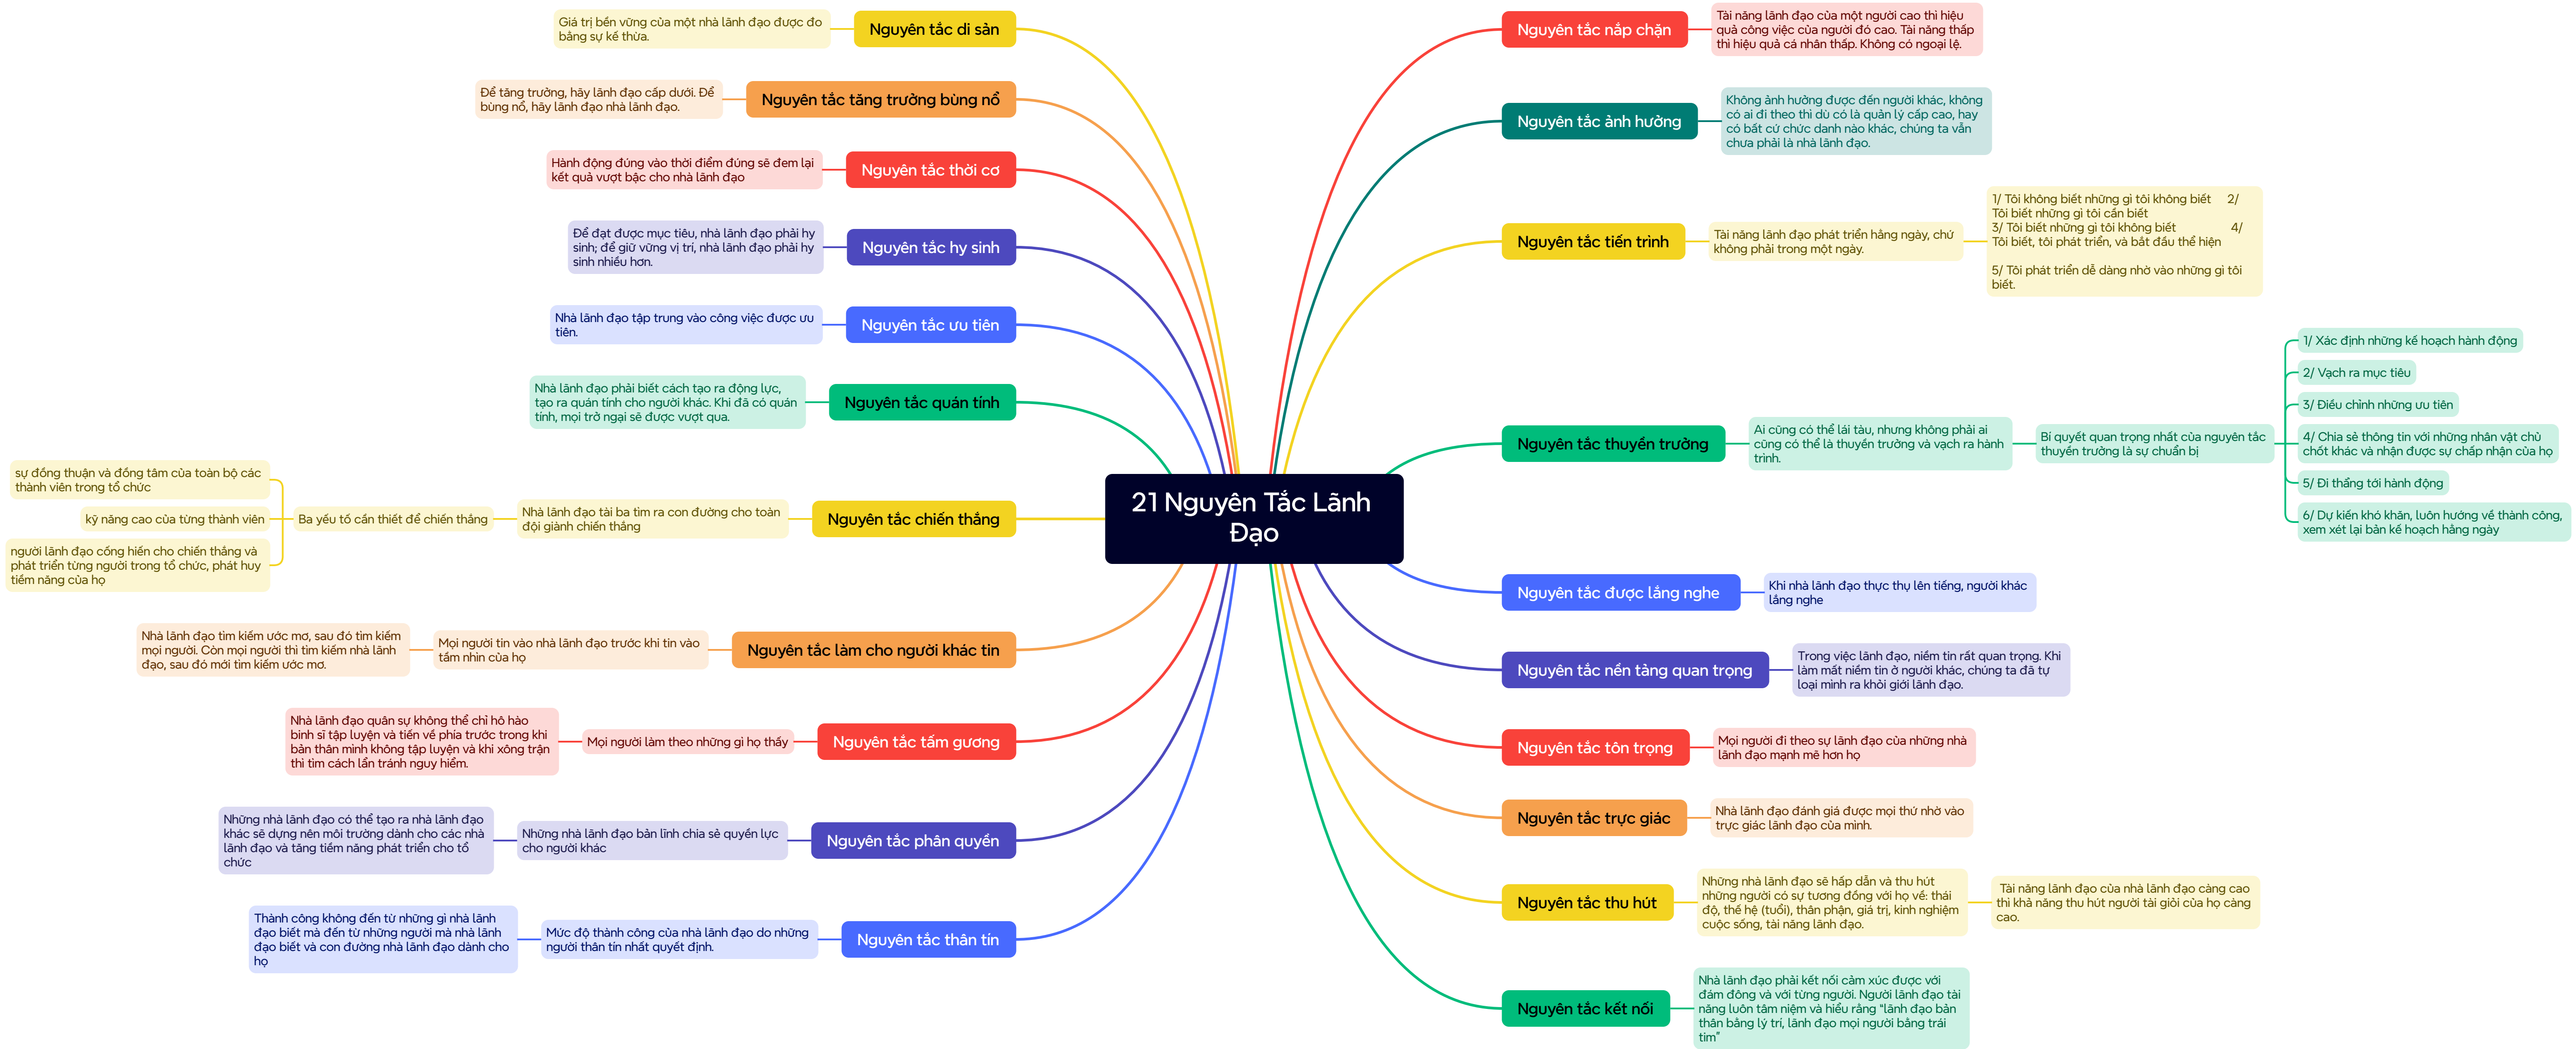 21 Nguyên Tắc Lãnh
Đạo
Nguyên tắc nắp chặn
Tài năng lãnh đạo của một người cao thì hiệu
quả công việc của người đó cao. Tài năng thấp
thì hiệu quả cá nhân thấp. Không có ngoại lệ.
Nguyên tắc ảnh hưởng
Không ảnh hưởng được đến người khác, không
có ai đi theo thì dù có là quản lý cấp cao, hay
có bất cứ chức danh nào khác, chúng ta vẫn
chưa phải là nhà lãnh đạo.
Nguyên tắc tiến trình
Tài năng lãnh đạo phát triển hằng ngày, chứ
không phải trong một ngày.
1/ Tôi không biết những gì tôi không biết 2/
Tôi biết những gì tôi cần biết
3/ Tôi biết những gì tôi không biết 4/
Tôi biết, tôi phát triển, và bắt đầu thể hiện
5/ Tôi phát triển dễ dàng nhờ vào những gì tôi
biết.
Nguyên tắc thuyền trưởng
Ai cũng có thể lái tàu, nhưng không phải ai
cũng có thể là thuyền trưởng và vạch ra hành
trình.
Bí quyết quan trọng nhất của nguyên tắc
thuyền trưởng là sự chuẩn bị
1/ Xác định những kế hoạch hành động
2/ Vạch ra mục tiêu
3/ Điều chỉnh những ưu tiên
4/ Chia sẻ thông tin với những nhân vật chủ
chốt khác và nhận được sự chấp nhận của họ
5/ Đi thẳng tới hành động
6/ Dự kiến khó khăn, luôn hướng về thành công,
xem xét lại bản kế hoạch hằng ngày
Nguyên tắc được lắng nghe
Khi nhà lãnh đạo thực thụ lên tiếng, người khác
lắng nghe
Nguyên tắc nền tảng quan trọng
Trong việc lãnh đạo, niềm tin rất quan trọng. Khi
làm mất niềm tin ở người khác, chúng ta đã tự
loại mình ra khỏi giới lãnh đạo.
Nguyên tắc tôn trọng
Mọi người đi theo sự lãnh đạo của những nhà
lãnh đạo mạnh mẽ hơn họ
Nguyên tắc trực giác
Nhà lãnh đạo đánh giá được mọi thứ nhờ vào
trực giác lãnh đạo của mình.
Nguyên tắc thu hút
Những nhà lãnh đạo sẽ hấp dẫn và thu hút
những người có sự tương đồng với họ về: thái
độ, thế hệ (tuổi), thân phận, giá trị, kinh nghiệm
cuộc sống, tài năng lãnh đạo.
Tài năng lãnh đạo của nhà lãnh đạo càng cao
thì khả năng thu hút người tài giỏi của họ càng
cao.
Nguyên tắc kết nối
Nhà lãnh đạo phải kết nối cảm xúc được với
đám đông và với từng người. Người lãnh đạo tài
năng luôn tâm niệm và hiểu rằng “lãnh đạo bản
thân bằng lý trí, lãnh đạo mọi người bằng trái
tim”
Nguyên tắc di sản
Giá trị bền vững của một nhà lãnh đạo được đo
bằng sự kế thừa.
Nguyên tắc tăng trưởng bùng nổ
Để tăng trưởng, hãy lãnh đạo cấp dưới. Để
bùng nổ, hãy lãnh đạo nhà lãnh đạo.
Nguyên tắc thời cơ
Hành động đúng vào thời điểm đúng sẽ đem lại
kết quả vượt bậc cho nhà lãnh đạo
Nguyên tắc hy sinh
Để đạt được mục tiêu, nhà lãnh đạo phải hy
sinh; để giữ vững vị trí, nhà lãnh đạo phải hy
sinh nhiều hơn.
Nguyên tắc ưu tiên
Nhà lãnh đạo tập trung vào công việc được ưu
tiên.
Nguyên tắc quán tính
Nhà lãnh đạo phải biết cách tạo ra động lực,
tạo ra quán tính cho người khác. Khi đã có quán
tính, mọi trở ngại sẽ được vượt qua.
Nguyên tắc chiến thắng
Nhà lãnh đạo tài ba tìm ra con đường cho toàn
đội giành chiến thắng
Ba yếu tố cần thiết để chiến thắng
sự đồng thuận và đồng tâm của toàn bộ các
thành viên trong tổ chức
kỹ năng cao của từng thành viên
người lãnh đạo cống hiến cho chiến thắng và
phát triển từng người trong tổ chức, phát huy
tiềm năng của họ
Nguyên tắc làm cho người khác tin
Mọi người tin vào nhà lãnh đạo trước khi tin vào
tầm nhìn của họ
Nhà lãnh đạo tìm kiếm ước mơ, sau đó tìm kiếm
mọi người. Còn mọi người thì tìm kiếm nhà lãnh
đạo, sau đó mới tìm kiếm ước mơ.
Nguyên tắc tấm gương
Mọi người làm theo những gì họ thấy
Nhà lãnh đạo quân sự không thể chỉ hô hào
binh sĩ tập luyện và tiến về phía trước trong khi
bản thân mình không tập luyện và khi xông trận
thì tìm cách lẩn tránh nguy hiểm.
Nguyên tắc phân quyền
Những nhà lãnh đạo bản lĩnh chia sẻ quyền lực
cho người khác
Những nhà lãnh đạo có thể tạo ra nhà lãnh đạo
khác sẽ dựng nên môi trường dành cho các nhà
lãnh đạo và tăng tiềm năng phát triển cho tổ
chức
Nguyên tắc thân tín
Mức độ thành công của nhà lãnh đạo do những
người thân tín nhất quyết định.
Thành công không đến từ những gì nhà lãnh
đạo biết mà đến từ những người mà nhà lãnh
đạo biết và con đường nhà lãnh đạo dành cho
họ